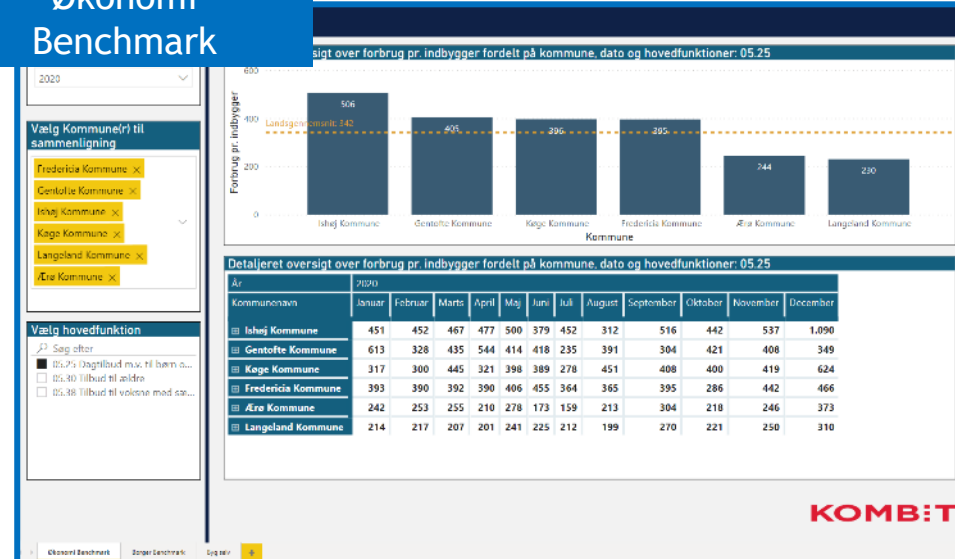 Økonomi
Benchmark
2020
Vælg Kommune(r) til
sammenligning
Fredericia Kommune ×
Gentofte Kommune ×
Ishøj Kommune ×
Køge Kommune ×
Langeland Kommune ×
Ærø Kommune ×
Vælg hovedfunktion
Søg efter
05.25 Dagtilbud m.v. til børn o...
05.30 Tilbud til ældre
05.38 Tilbud til voksne med sæ...
sigt over forbrug pr. indbygger fordelt på kommune, dato og hovedfunktioner: 05.25
Forbrug pr. indbygger
600
400
200
0
Landsgennemsnit: 342
506
405
396
395
244
230
Ishøj Kommune
Gentofte Kommune
Køge Kommune
Fredericia Kommune
Ærø Kommune
Langeland Kommune
Kommune
Detaljeret oversigt over forbrug pr. indbygger fordelt på kommune, dato og hovedfunktioner: 05.25
År 2020
Kommunenavn Januar Februar Marts April Maj Juni Juli August September Oktober November December
Ishøj Kommune 451 452 467 477 500 379 452 312 516 442 537 1.090
Gentofte Kommune 613 328 435 544 414 418 235 391 304 421 408 349
Køge Kommune 317 300 445 321 398 389 278 451 408 400 419 624
Fredericia Kommune 393 390 392 390 406 455 364 365 395 286 442 466
Ærø Kommune 242 253 255 210 278 173 159 213 304 218 246 373
Langeland Kommune 214 217 207 201 241 225 212 199 270 221 250 310
KOMBIT
Økonomi Benchmark Borger Benchmark Byg selv +